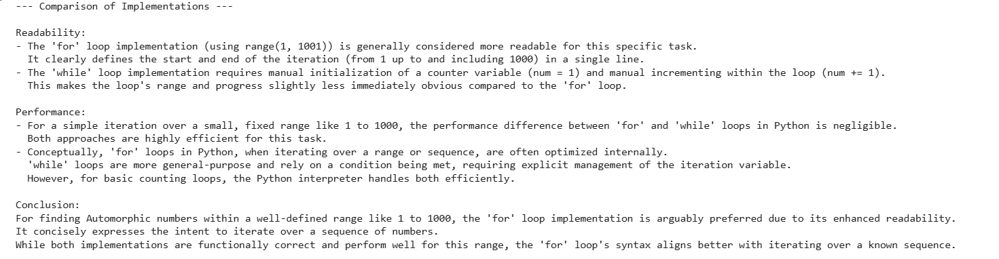 --- Comparison of Implementations ---
Readability:
- The 'for' loop implementation (using range(1, 1001)) is generally considered more readable for this specific task.
It clearly defines the start and end of the iteration (from 1 up to and including 1000) in a single line.
- The 'while' loop implementation requires manual initialization of a counter variable (num = 1) and manual incrementing within the loop (num += 1).
This makes the loop's range and progress slightly less immediately obvious compared to the 'for' loop.
Performance:
- For a simple iteration over a small, fixed range like 1 to 1000, the performance difference between 'for' and 'while' loops in Python is negligible.
Both approaches are highly efficient for this task.
- Conceptually, 'for' loops in Python, when iterating over a range or sequence, are often optimized internally.
'while' loops are more general-purpose and rely on a condition being met, requiring explicit management of the iteration variable.
However, for basic counting loops, the Python interpreter handles both efficiently.
Conclusion:
For finding Automorphic numbers within a well-defined range like 1 to 1000, the 'for' loop implementation is arguably preferred due to its enhanced readability.
It concisely expresses the intent to iterate over a sequence of numbers.
While both implementations are functionally correct and perform well for this range, the 'for' loop's syntax aligns better with iterating over a known sequence.